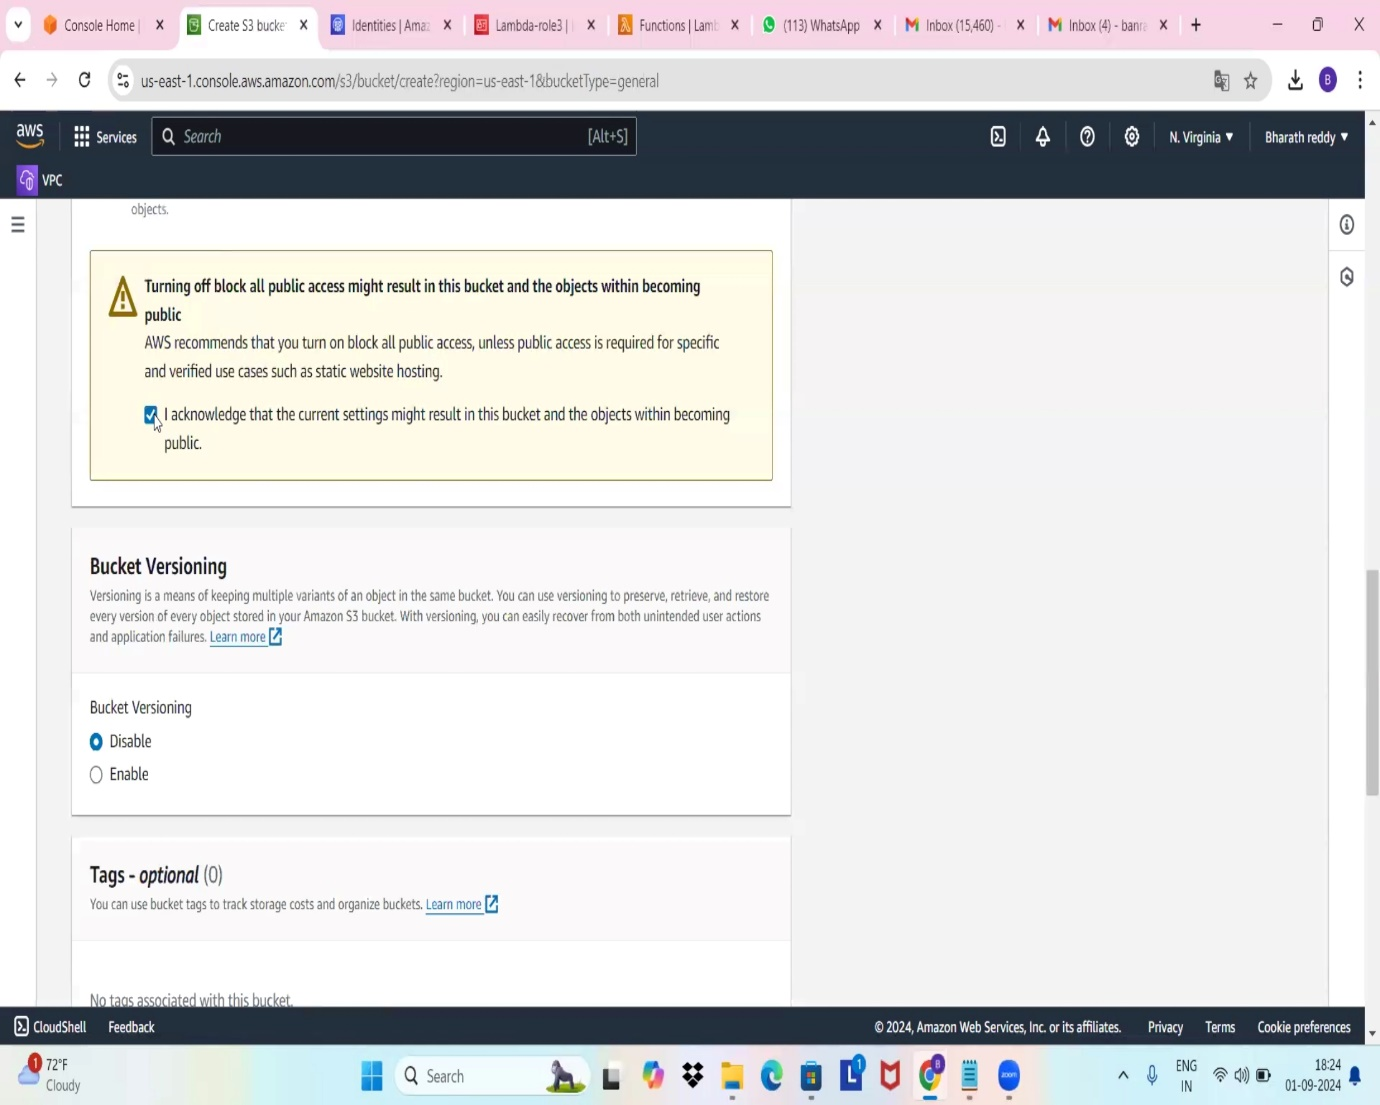 Console Home |
Create S3 bucke
Identities | Ama
Lambda-role3 |
Functions | Lamb
(113) WhatsApp
Inbox (15,460) -
Inbox (4) - banra
us-east-1.console.aws.amazon.com/s3/bucket/create?region=us-east-1&bucketType=general
B
aws
Services
Search
[Alt+S]
N. Virginia
Bharath reddy
VPC
objects.
Turning off block all public access might result in this bucket and the objects within becoming
public
AWS recommends that you turn on block all public access, unless public access is required for specific
and verified use cases such as static website hosting.
I acknowledge that the current settings might result in this bucket and the objects within becoming
public.
Bucket Versioning
Versioning is a means of keeping multiple variants of an object in the same bucket. You can use versioning to preserve, retrieve, and restore
every version of every object stored in your Amazon S3 bucket. With versioning, you can easily recover from both unintended user actions
and application failures. Learn more
Bucket Versioning
Disable
Enable
Tags - optional (0)
You can use bucket tags to track storage costs and organize buckets. Learn more
No tags associated with this bucket.
CloudShell
Feedback
© 2024, Amazon Web Services, Inc. or its affiliates.
Privacy
Terms
Cookie preferences
1
72°F
Cloudy
Search
L
1
B
zoom
ENG
IN
18:24
01-09-2024